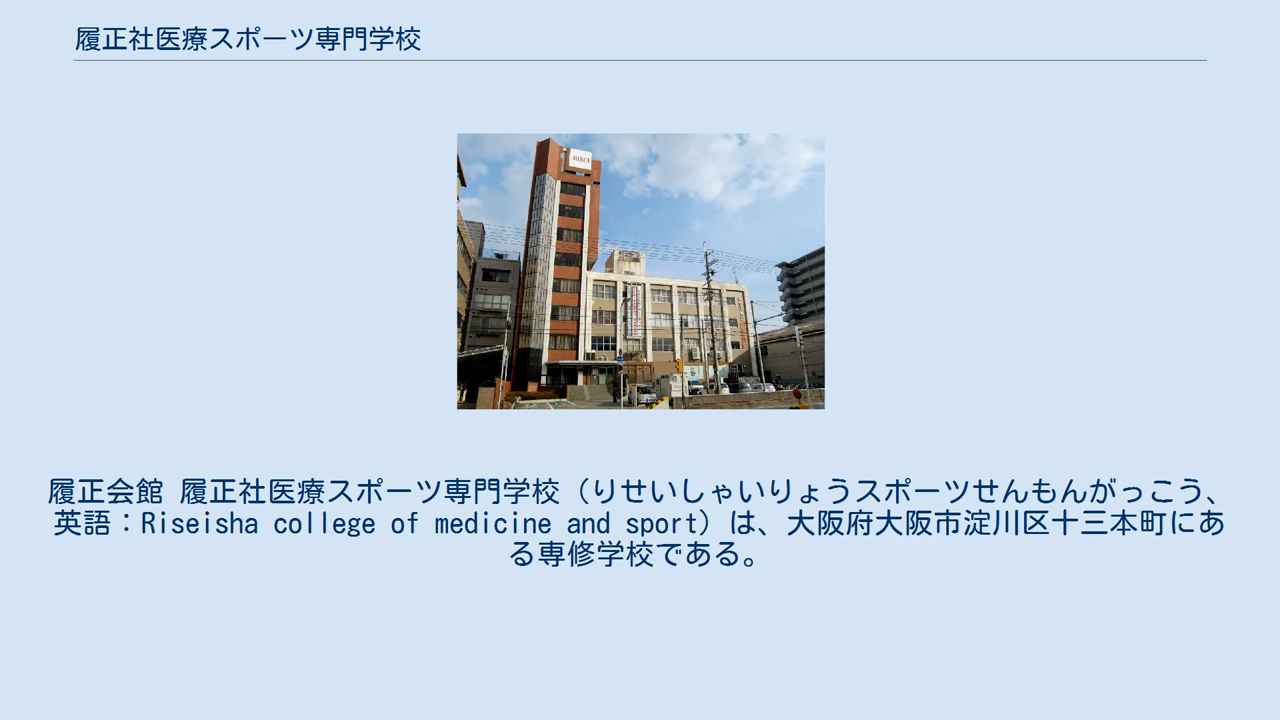 履正社医療スポーツ専門学校
履正会館 履正社医療スポーツ専門学校（りせいしゃいりょうスポーツせんもんがっこう、
英語：Riseisha college of medicine and sport）は、大阪府大阪市淀川区十三本町にあ
る専修学校である。